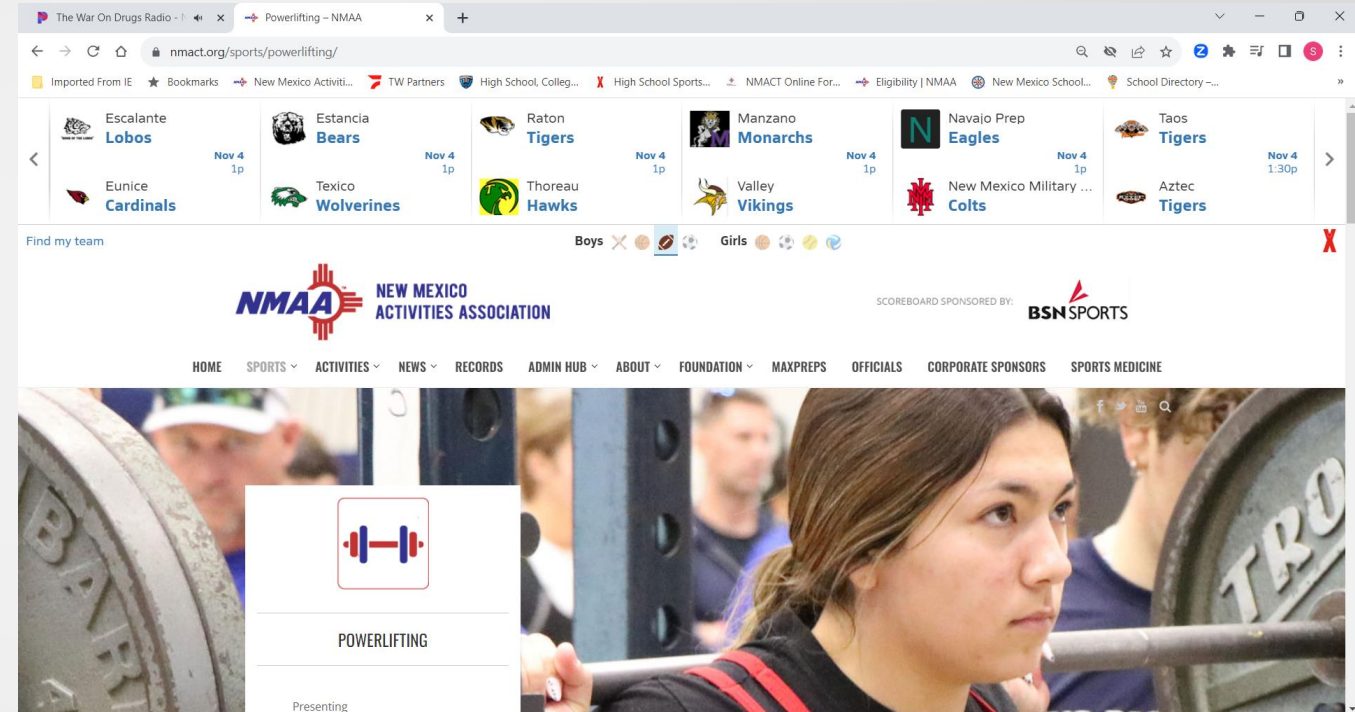 The War On Drugs Radio - N
Powerlifting – NMAA
nmact.org/sports/powerlifting/
S
Imported From IE
Bookmarks
New Mexico Activiti...
TW Partners
High School, Colleg...
High School Sports...
NMACT Online For...
Eligibility | NMAA
New Mexico School...
School Directory –...
»
Escalante
Lobos
Nov 4
1p
Eunice
Cardinals
Estancia
Bears
Nov 4
1p
Texico
Wolverines
Raton
Tigers
Nov 4
1p
Thoreau
Hawks
Manzano
Monarchs
Nov 4
1p
Valley
Vikings
N
Navajo Prep
Eagles
Nov 4
1p
New Mexico Military ...
Colts
Taos
Tigers
Nov 4
1:30p
Aztec
Tigers
Find my team
Boys
Girls
NMAA
NEW MEXICO
ACTIVITIES ASSOCIATION
SCOREBOARD SPONSORED BY:
BSN SPORTS
HOME SPORTS ACTIVITIES NEWS RECORDS ADMIN HUB ABOUT FOUNDATION MAXPREPS OFFICIALS CORPORATE SPONSORS SPORTS MEDICINE
BAR
TRO
POWERLIFTING
Presenting